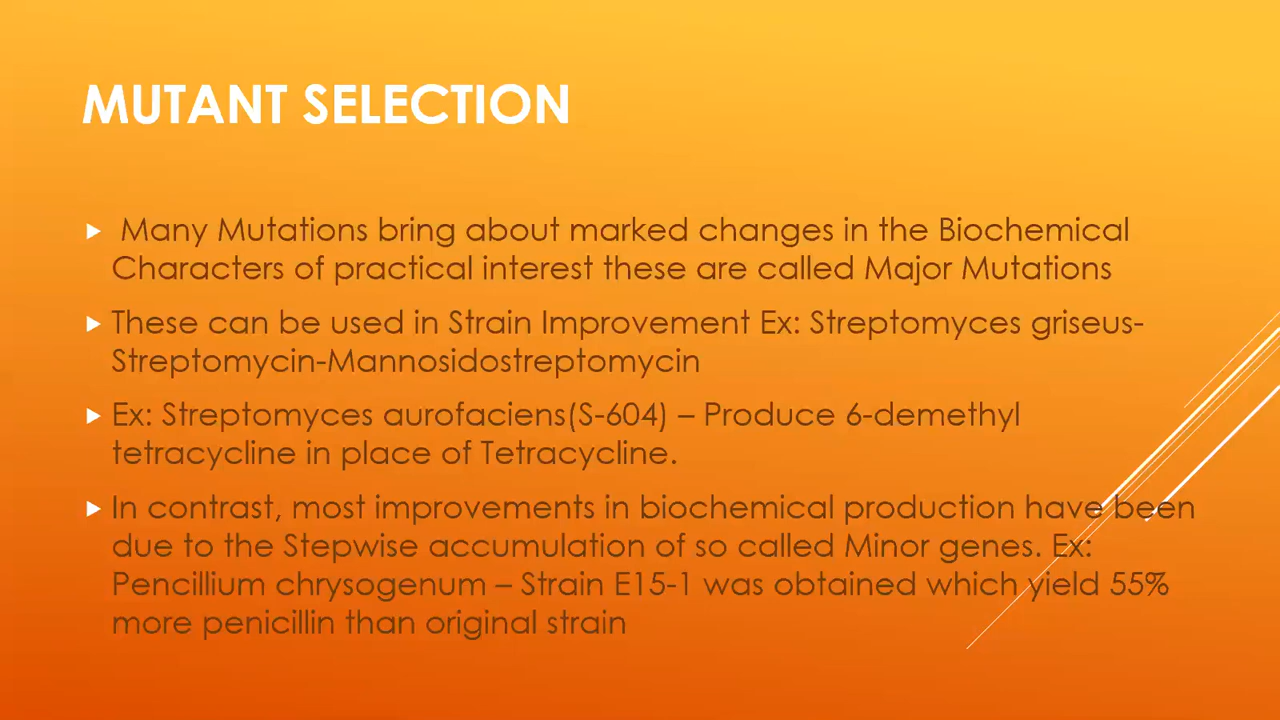 MUTANT SELECTION
Many Mutations bring about marked changes in the Biochemical
Characters of practical interest these are called Major Mutations
These can be used in Strain Improvement Ex: Streptomyces griseus-
Streptomycin-Mannosidostreptomycin
Ex: Streptomyces aurofaciens(S-604) – Produce 6-demethyl
tetracycline in place of Tetracycline.
In contrast, most improvements in biochemical production have been
due to the Stepwise accumulation of so called Minor genes. Ex:
Pencillium chrysogenum – Strain E15-1 was obtained which yield 55%
more penicillin than original strain